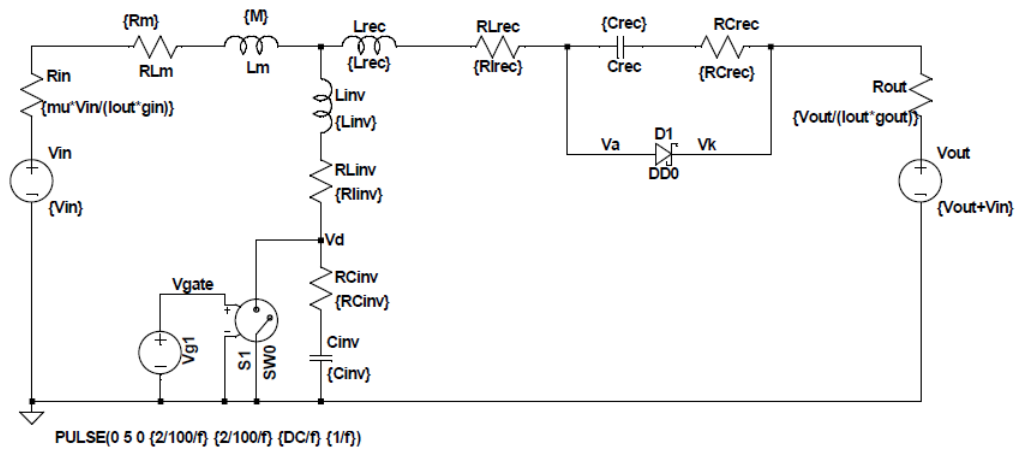 {Rm}
RLm
{M}
Lm
Lrec
{Lrec}
RLrec
{Rlrec}
{Crec}
Crec
RCrec
{RCrec}
Rin
{mu*Vin/(Iout*gin)}
Vin
{Vin}
Linv
{Linv}
RLinv
{Rlinv}
Vd
RCinv
{RCinv}
Cinv
{Cinv}
Va
D1
DD0
Vk
Rout
{Vout/(Iout*gout)}
Vout
{Vout+Vin}
Vgate
Vg1
S1
SW0
PULSE(0 5 0 {2/100/f} {2/100/f} {DC/f} {1/f})